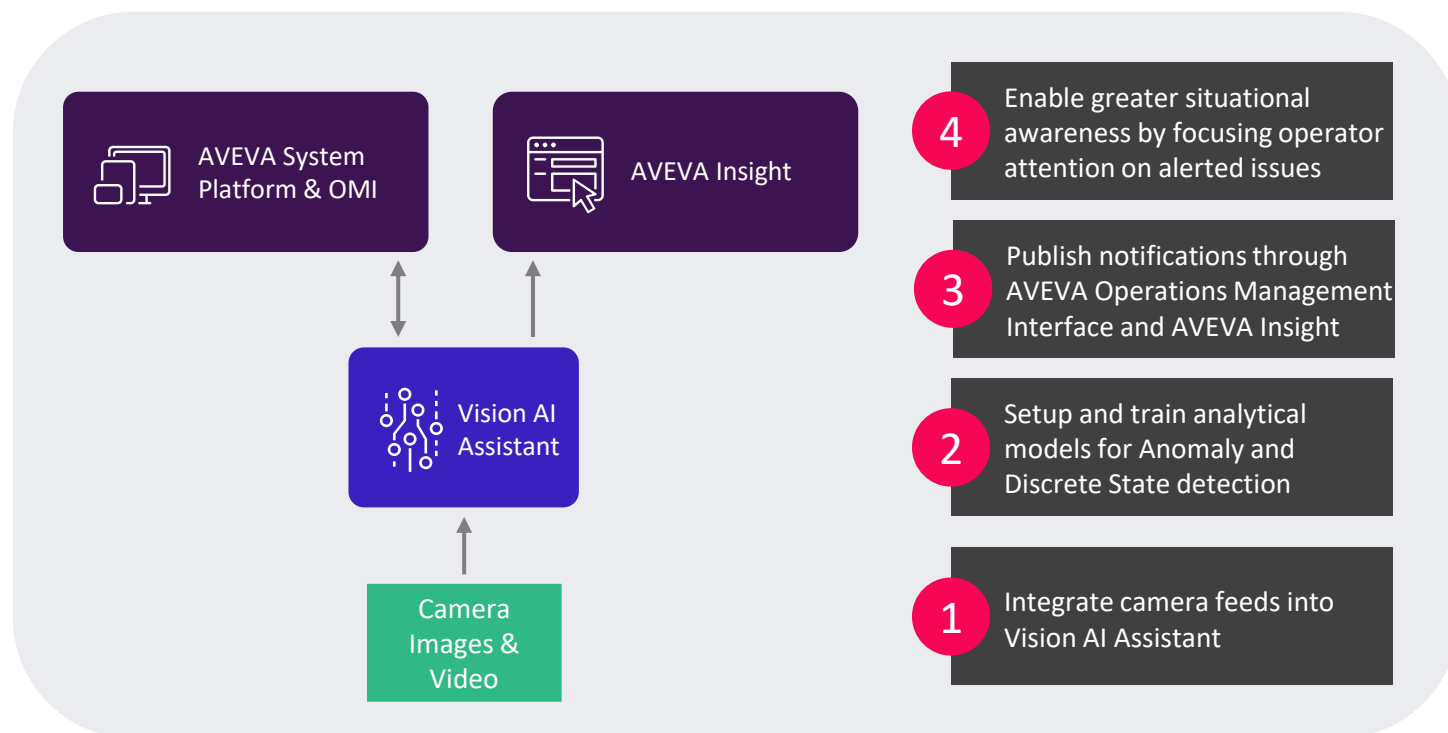 AVEVA System
Platform & OMI
AVEVA Insight
Vision AI
Assistant
Camera
Images &
Video
4
Enable greater situational
awareness by focusing operator
attention on alerted issues
3
Publish notifications through
AVEVA Operations Management
Interface and AVEVA Insight
2
Setup and train analytical
models for Anomaly and
Discrete State detection
1
Integrate camera feeds into
Vision AI Assistant